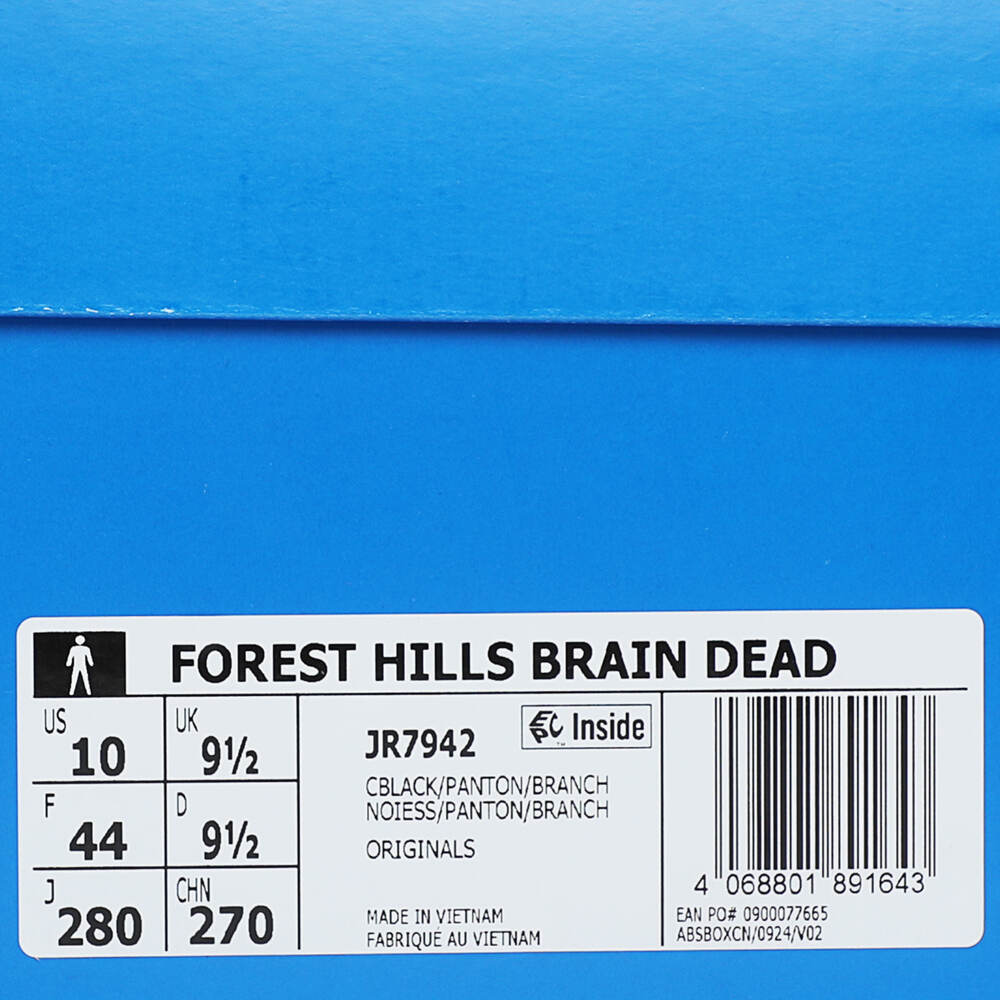 FOREST HILLS BRAIN DEAD
US
10
UK
9½
F
44
D
9½
J
280
CHN
270
JR7942
EPC Inside
™
CBLACK/PANTON/BRANCH
NOIESS/PANTON/BRANCH
ORIGINALS
MADE IN VIETNAM
FABRIQUÉ AU VIETNAM
4 068801 891643
EAN PO# 0900077665
ABSBOXCN/0924/V02